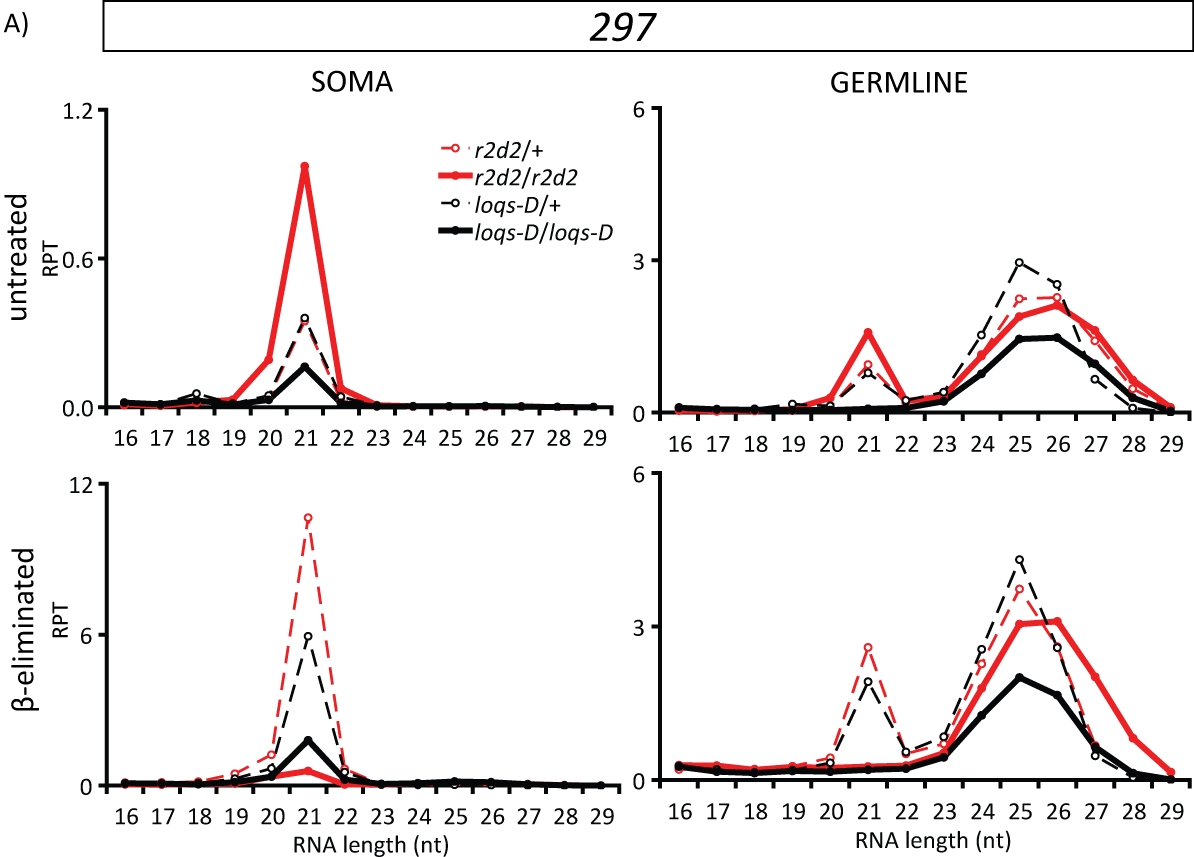 A)
297
SOMA
GERMLINE
untreated
RPT
1.2
0.6
0.0
r2d2/+
r2d2/r2d2
loqs-D/+
loqs-D/loqs-D
16 17 18 19 20 21 22 23 24 25 26 27 28 29
6
3
0
16 17 18 19 20 21 22 23 24 25 26 27 28 29
β-eliminated
RPT
12
6
0
16 17 18 19 20 21 22 23 24 25 26 27 28 29
RNA length (nt)
6
3
0
16 17 18 19 20 21 22 23 24 25 26 27 28 29
RNA length (nt)